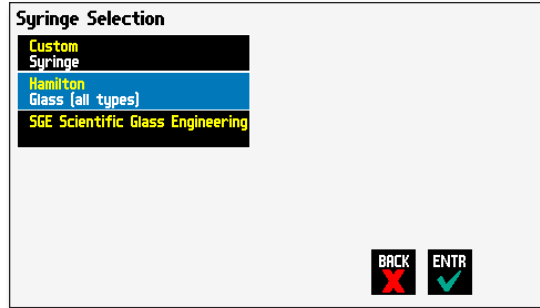 Syringe Selection
Custom
Syringe
Hamilton
Glass (all types)
SGE Scientific Glass Engineering
BACK
ENTR